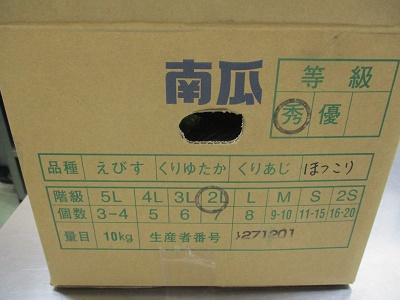 南瓜
等級
秀 優
品種 えびす くりゆたか くりあじ ほっこり
階級 5L 4L 3L 2L L M S 2S
個数 3-4 5 6 7 8 9-10 11-15 16-20
量目 10kg 生産者番号 1271201